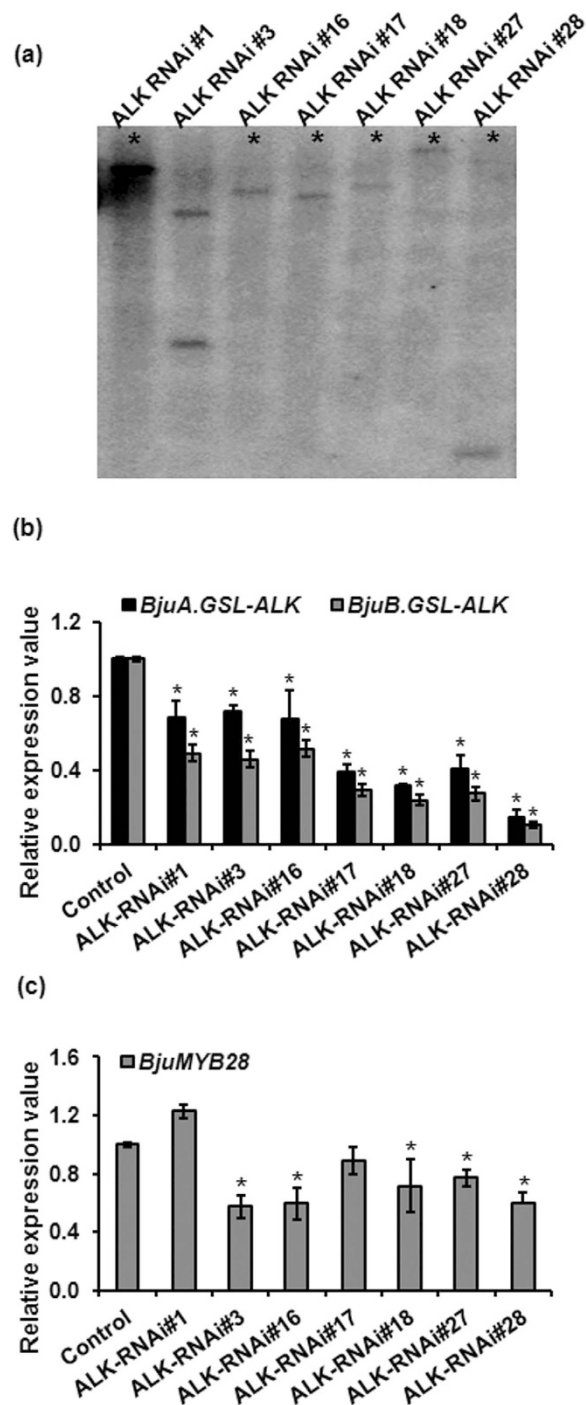 (a)
ALK RNAi #1
ALK RNAi #3
ALK RNAi #16
ALK RNAi #17
ALK RNAi #18
ALK RNAi #27
ALK RNAi #28
* * * * * *
(b)
BjuA.GSL-ALK BjuB.GSL-ALK
Relative expression value
1.2
0.8
0.4
0.0
* * * * * * * * * * * * * *
Control
ALK-RNAi#1
ALK-RNAi#3
ALK-RNAi#16
ALK-RNAi#17
ALK-RNAi#18
ALK-RNAi#27
ALK-RNAi#28
(c)
BjuMYB28
Relative expression value
1.6
1.2
0.8
0.4
0.0
* * * * *
Control
ALK-RNAi#1
ALK-RNAi#3
ALK-RNAi#16
ALK-RNAi#17
ALK-RNAi#18
ALK-RNAi#27
ALK-RNAi#28